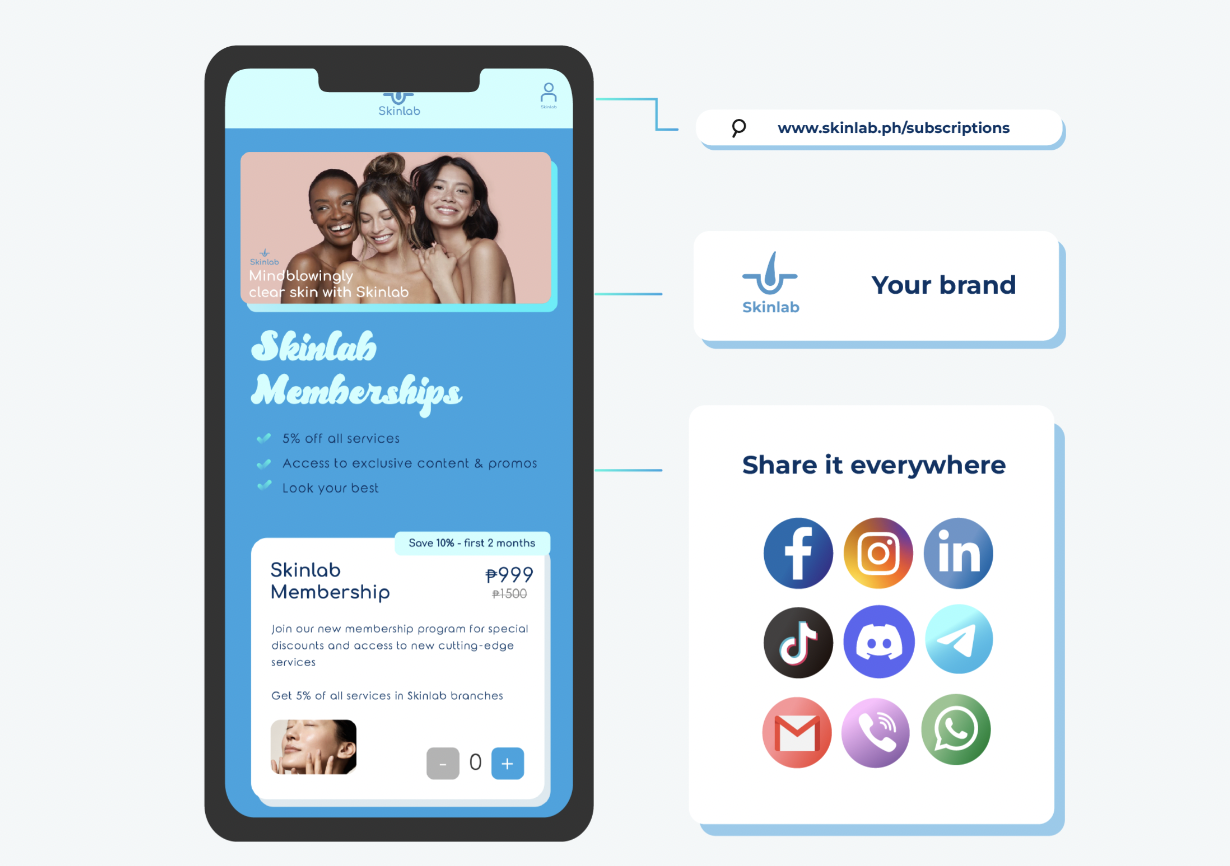 Skinlab
Skinlab
Mindblowingly
clear skin with Skinlab
Skinlab
Memberships
5% off all services
Access to exclusive content & promos
Look your best
Save 10% - first 2 months
Skinlab
Membership
₱999
₱1500
Join our new membership program for special
discounts and access to new cutting-edge
services
Get 5% of all services in Skinlab branches
-
0
+
www.skinlab.ph/subscriptions
Skinlab
Your brand
Share it everywhere
in